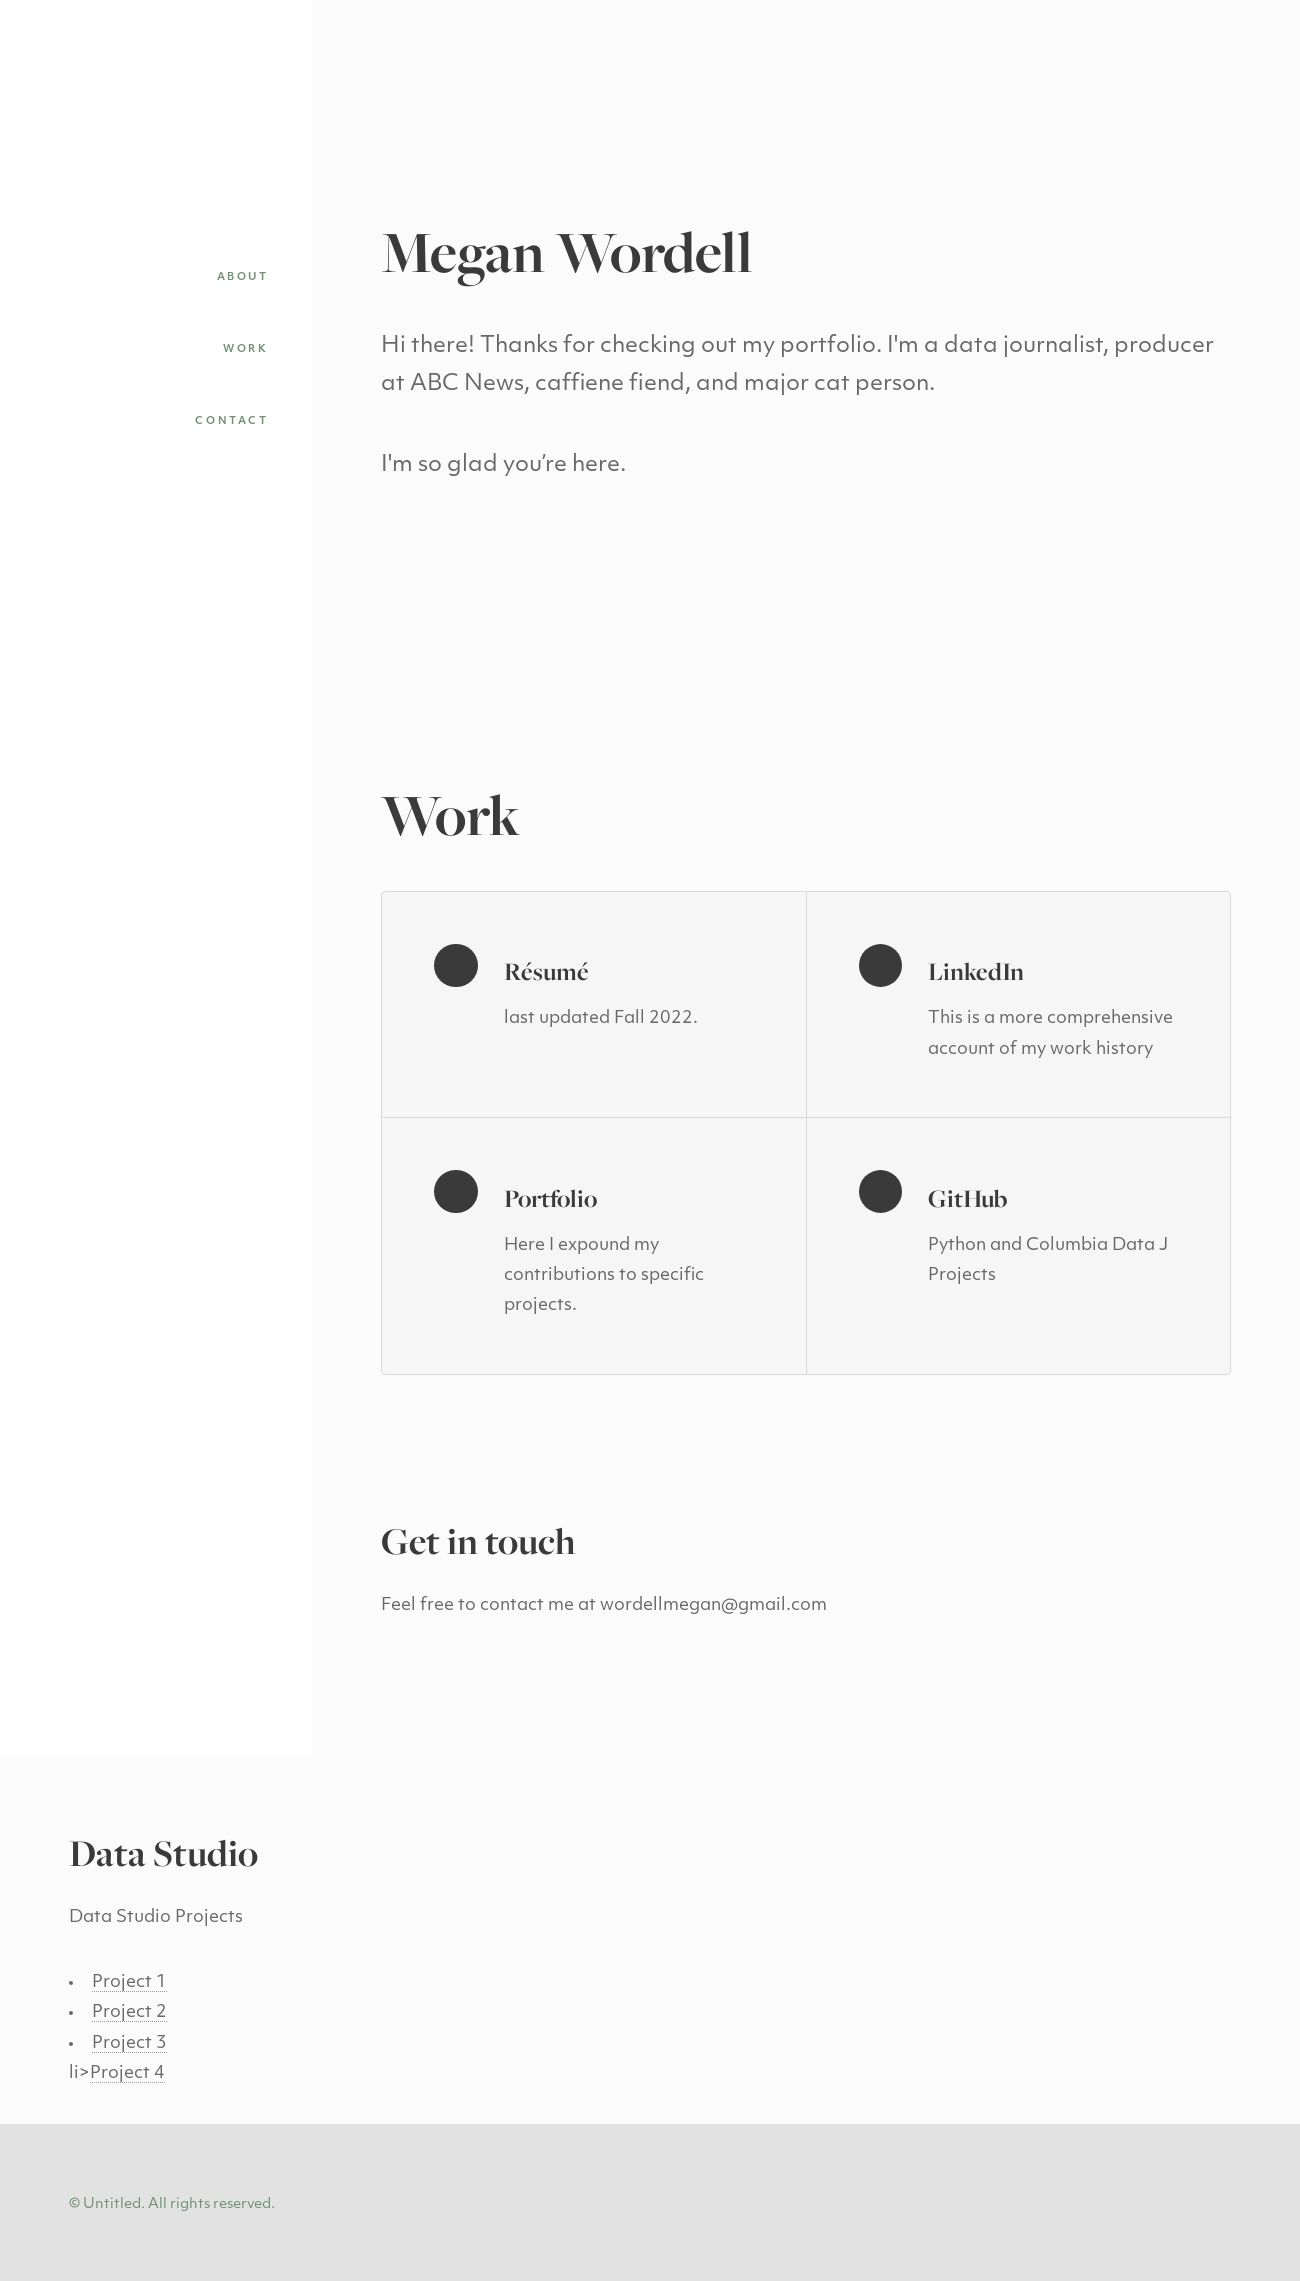 ABOUT
WORK
CONTACT
Megan Wordell
Hi there! Thanks for checking out my portfolio. I'm a data journalist, producer
at ABC News, caffiene fiend, and major cat person.
I'm so glad you’re here.
Work
Résumé
last updated Fall 2022.
LinkedIn
This is a more comprehensive
account of my work history
Portfolio
Here I expound my
contributions to specific
projects.
GitHub
Python and Columbia Data J
Projects
Get in touch
Feel free to contact me at wordellmegan@gmail.com
Data Studio
Data Studio Projects
• Project 1
• Project 2
• Project 3
li>Project 4
© Untitled. All rights reserved.